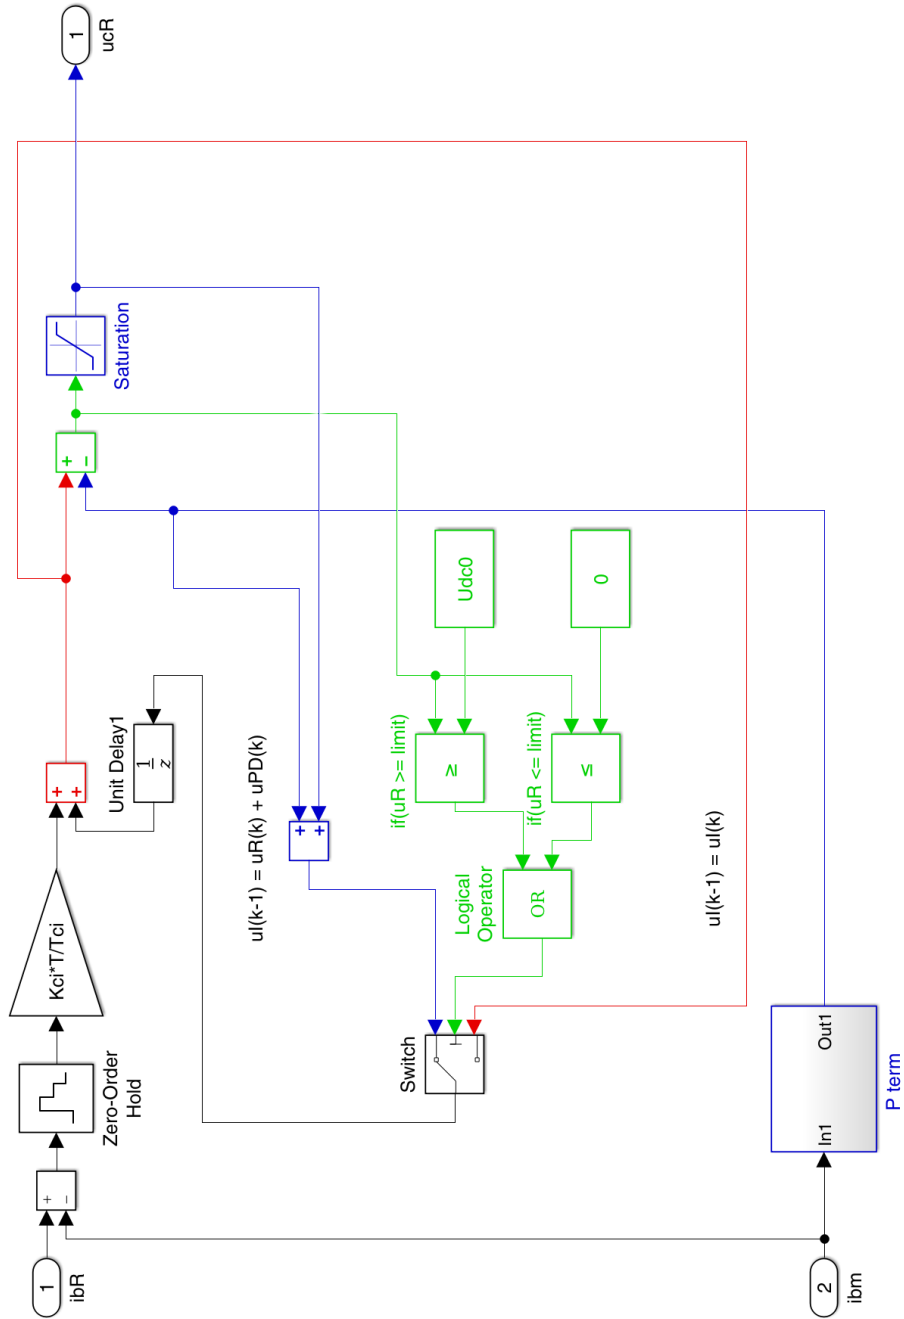 1
ibR
+
−
Zero-Order
Hold
Kci*T/Tci
+
+
+
−
Saturation
1
ucR
Unit Delay1
1
z
uI(k-1) = uR(k) + uPD(k)
+
+
Switch
Logical
Operator
OR
if(uR >= limit)
≥
Udc0
if(uR <= limit)
≤
0
uI(k-1) = uI(k)
2
ibm
In1
Out1
P term